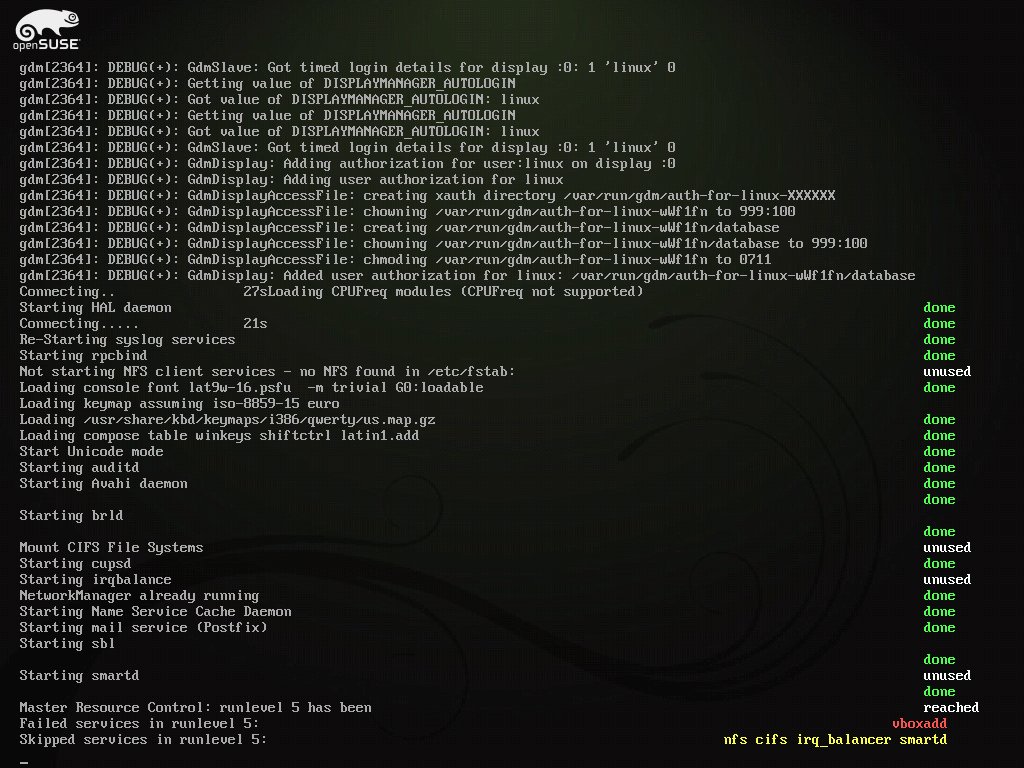 openSUSE
gdm[2364]: DEBUG(+): GdmSlave: Got timed login details for display :0: 1 'linux' 0
gdm[2364]: DEBUG(+): Getting value of DISPLAYMANAGER_AUTOLOGIN
gdm[2364]: DEBUG(+): Got value of DISPLAYMANAGER_AUTOLOGIN: linux
gdm[2364]: DEBUG(+): Getting value of DISPLAYMANAGER_AUTOLOGIN
gdm[2364]: DEBUG(+): Got value of DISPLAYMANAGER_AUTOLOGIN: linux
gdm[2364]: DEBUG(+): GdmSlave: Got timed login details for display :0: 1 'linux' 0
gdm[2364]: DEBUG(+): GdmDisplay: Adding authorization for user:linux on display :0
gdm[2364]: DEBUG(+): GdmDisplay: Adding user authorization for linux
gdm[2364]: DEBUG(+): GdmDisplayAccessFile: creating xauth directory /var/run/gdm/auth-for-linux-XXXXXX
gdm[2364]: DEBUG(+): GdmDisplayAccessFile: chowning /var/run/gdm/auth-for-linux-wWf1fn to 999:100
gdm[2364]: DEBUG(+): GdmDisplayAccessFile: creating /var/run/gdm/auth-for-linux-wWf1fn/database
gdm[2364]: DEBUG(+): GdmDisplayAccessFile: chowning /var/run/gdm/auth-for-linux-wWf1fn/database to 999:100
gdm[2364]: DEBUG(+): GdmDisplayAccessFile: chmoding /var/run/gdm/auth-for-linux-wWf1fn to 0711
gdm[2364]: DEBUG(+): GdmDisplay: Added user authorization for linux: /var/run/gdm/auth-for-linux-wWf1fn/database
Connecting.. 27sLoading CPUFreq modules (CPUFreq not supported)
Starting HAL daemon done
Connecting..... 21s done
Re-Starting syslog services done
Starting rpcbind done
Not starting NFS client services - no NFS found in /etc/fstab: unused
Loading console font lat9w-16.psfu -m trivial G0:loadable done
Loading keymap assuming iso-8859-15 euro
Loading /usr/share/kbd/keymaps/i386/qwerty/us.map.gz done
Loading compose table winkeys shiftctrl latin1.add done
Start Unicode mode done
Starting auditd done
Starting Avahi daemon done
done
Starting brld
done
Mount CIFS File Systems unused
Starting cupsd done
Starting irqbalance unused
NetworkManager already running done
Starting Name Service Cache Daemon done
Starting mail service (Postfix) done
Starting sbl
done
Starting smartd unused
done
Master Resource Control: runlevel 5 has been reached
Failed services in runlevel 5: vboxadd
Skipped services in runlevel 5: nfs cifs irq_balancer smartd
_